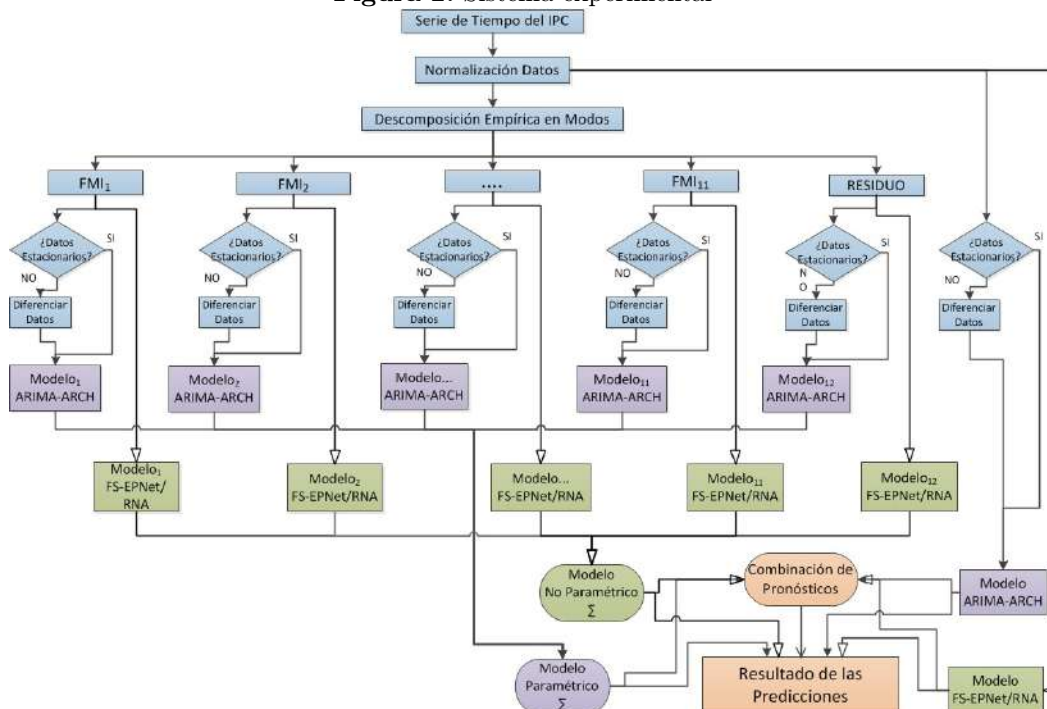 Figura 2: Sistema experimental
Serie de Tiempo del IPC
Normalización Datos
Descomposición Empírica en Modos
FMI1
FMI2
....
FMI11
RESIDUO
¿Datos
Estacionarios?
SI
NO
¿Datos
Estacionarios?
SI
NO
¿Datos
Estacionarios?
SI
NO
¿Datos
Estacionarios?
SI
NO
¿Datos
Estacionarios?
SI
N
O
¿Datos
Estacionarios?
SI
NO
Diferenciar
Datos
Diferenciar
Datos
Diferenciar
Datos
Diferenciar
Datos
Diferenciar
Datos
Diferenciar
Datos
Modelo1
ARIMA-ARCH
Modelo2
ARIMA-ARCH
Modelo...
ARIMA-ARCH
Modelo11
ARIMA-ARCH
Modelo12
ARIMA-ARCH
Modelo1
FS-EPNet/
RNA
Modelo2
FS-EPNet/RNA
Modelo...
FS-EPNet/RNA
Modelo11
FS-EPNet/RNA
Modelo12
FS-EPNet/RNA
Modelo
No Paramétrico
Σ
Combinación de
Pronósticos
Modelo
ARIMA-ARCH
Modelo
Paramétrico
Σ
Resultado de las
Predicciones
Modelo
FS-EPNet/RNA